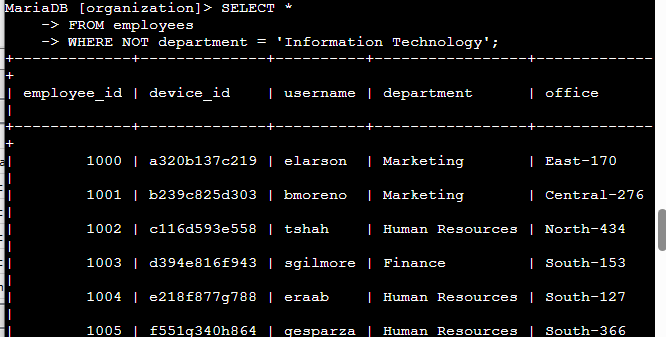 MariaDB [organization]> SELECT *
    -> FROM employees
    -> WHERE NOT department = 'Information Technology';
+-------------+--------------+----------+-----------------+-------------
+
| employee_id | device_id    | username | department      | office
|
+-------------+--------------+----------+-----------------+-------------
+
|        1000 | a320b137c219 | elarson  | Marketing       | East-170
|
|        1001 | b239c825d303 | bmoreno  | Marketing       | Central-276
|
|        1002 | c116d593e558 | tshah    | Human Resources | North-434
|
|        1003 | d394e816f943 | sgilmore | Finance         | South-153
|
|        1004 | e218f877g788 | eraab    | Human Resources | South-127
|
|        1005 | f551g340h864 | gesparza | Human Resources | South-366